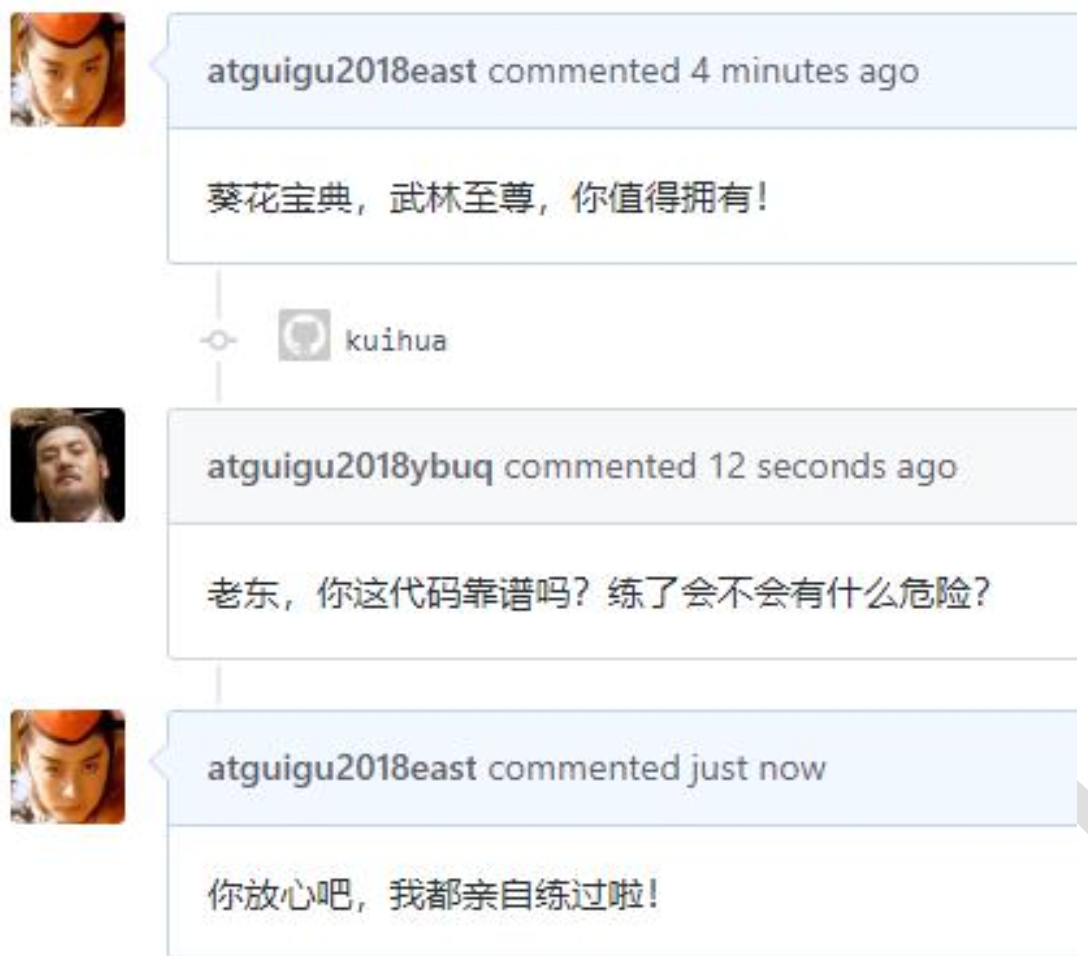 atguigu2018east commented 4 minutes ago
葵花宝典，武林至尊，你值得拥有！
kuihua
atguigu2018ybuq commented 12 seconds ago
老东，你这代码靠谱吗？练了会不会有什么危险？
atguigu2018east commented just now
你放心吧，我都亲自练过啦！